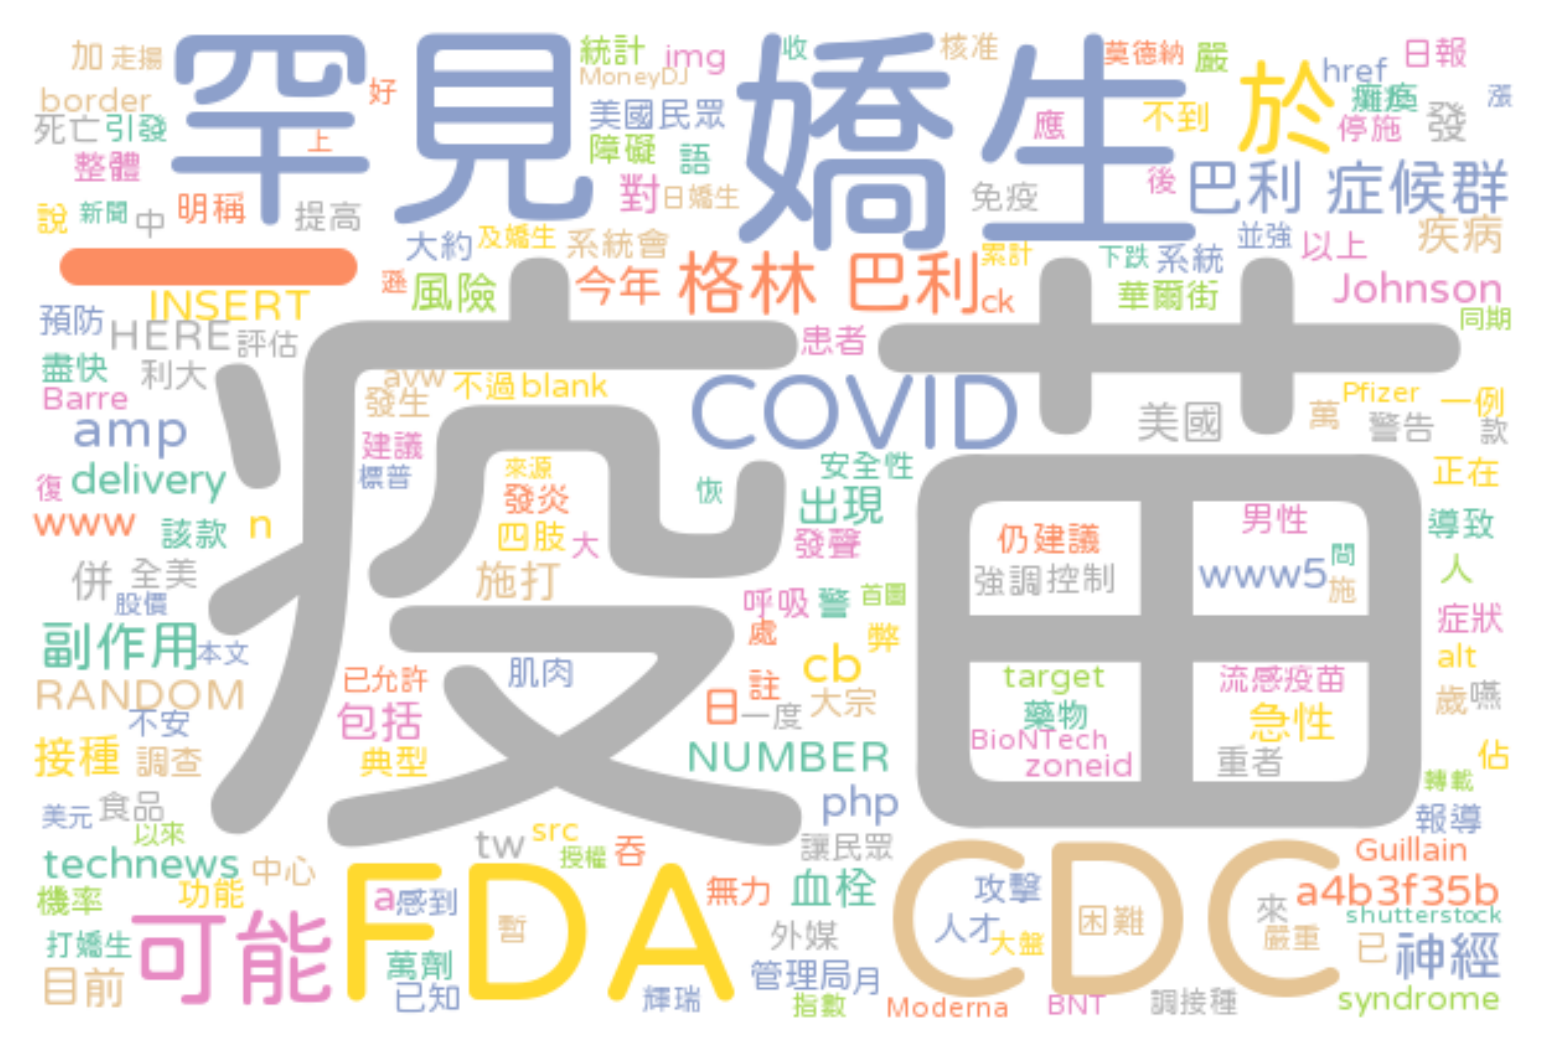 加 走揚 罕見 好 統計 img 收 嬌生 核准 莫德納 嚴 於 日報
border MoneyDJ href
死亡 引發 上 美國民眾 應 不到 癱瘓 停施 發 漲
整體 障礙 語 後 巴利 症候群
說 新聞 中 明稱 提高 對 日嬌生 免疫 疾病
一 大約 及嬌生 系統會 累計 下跌 系統 並強 以上
遜 風險 今年 格林 巴利 ck 華爾街 Johnson 同期
預防 INSERT
HERE 評估 疫苗 患者
盡快 利大 avw 不過 blank Pfizer 一例
Barre 發生 COVID 美國 萬 警告 款
amp 建議
復 delivery 標普 來源 恢 安全性 正在
www 該款 n 發炎 出現 男性 導致
四肢 大 發聲 仍建議 間
併 全美 施打 強調控制 www5 施 人
股價 呼吸 警 首圖 症狀
副作用 本文 處 弊
肌肉 cb target 流感疫苗 alt
RANDOM 已允許 註 藥物 歲 嚥
不安 包括 日 一度 大宗 BioNTech 急性
接種 調查 典型 NUMBER zoneid 重者 佔
轉載
美元 食品 php 報導
以來 tw src 授權 吞 讓民眾 Guillain
technews 中心 FDA 無力 血栓 CDC 攻擊 a4b3f35b
機率 功能 a 感到 來 shutterstock
打嬌生 可能 暫 外媒 人才 大盤 困難 嚴重 已 神經
目前 萬劑 管理局 月
已知 輝瑞 指數 Moderna BNT 調接種 syndrome